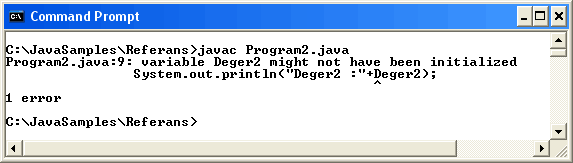 Command Prompt
C:\JavaSamples\Referans>javac Program2.java
Program2.java:9: variable Deger2 might not have been initialized
System.out.println("Deger2 :"+Deger2);
^
1 error
C:\JavaSamples\Referans>